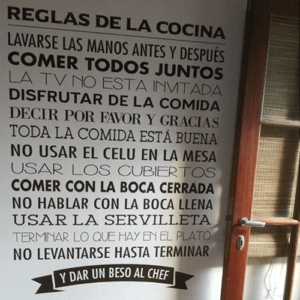 REGLAS DE LA COCINA
LAVARSE LAS MANOS ANTES Y DESPUÉS
COMER TODOS JUNTOS
LA TV NO ESTA INVITADA
DISFRUTAR DE LA COMIDA
DECIR POR FAVOR Y GRACIAS
TODA LA COMIDA ESTÁ BUENA
NO USAR EL CELU EN LA MESA
USAR LOS CUBIERTOS
COMER CON LA BOCA CERRADA
NO HABLAR CON LA BOCA LLENA
USAR LA SERVILLETA
TERMINAR LO QUE HAY EN EL PLATO
NO LEVANTARSE HASTA TERMINAR
Y DAR UN BESO AL CHEF